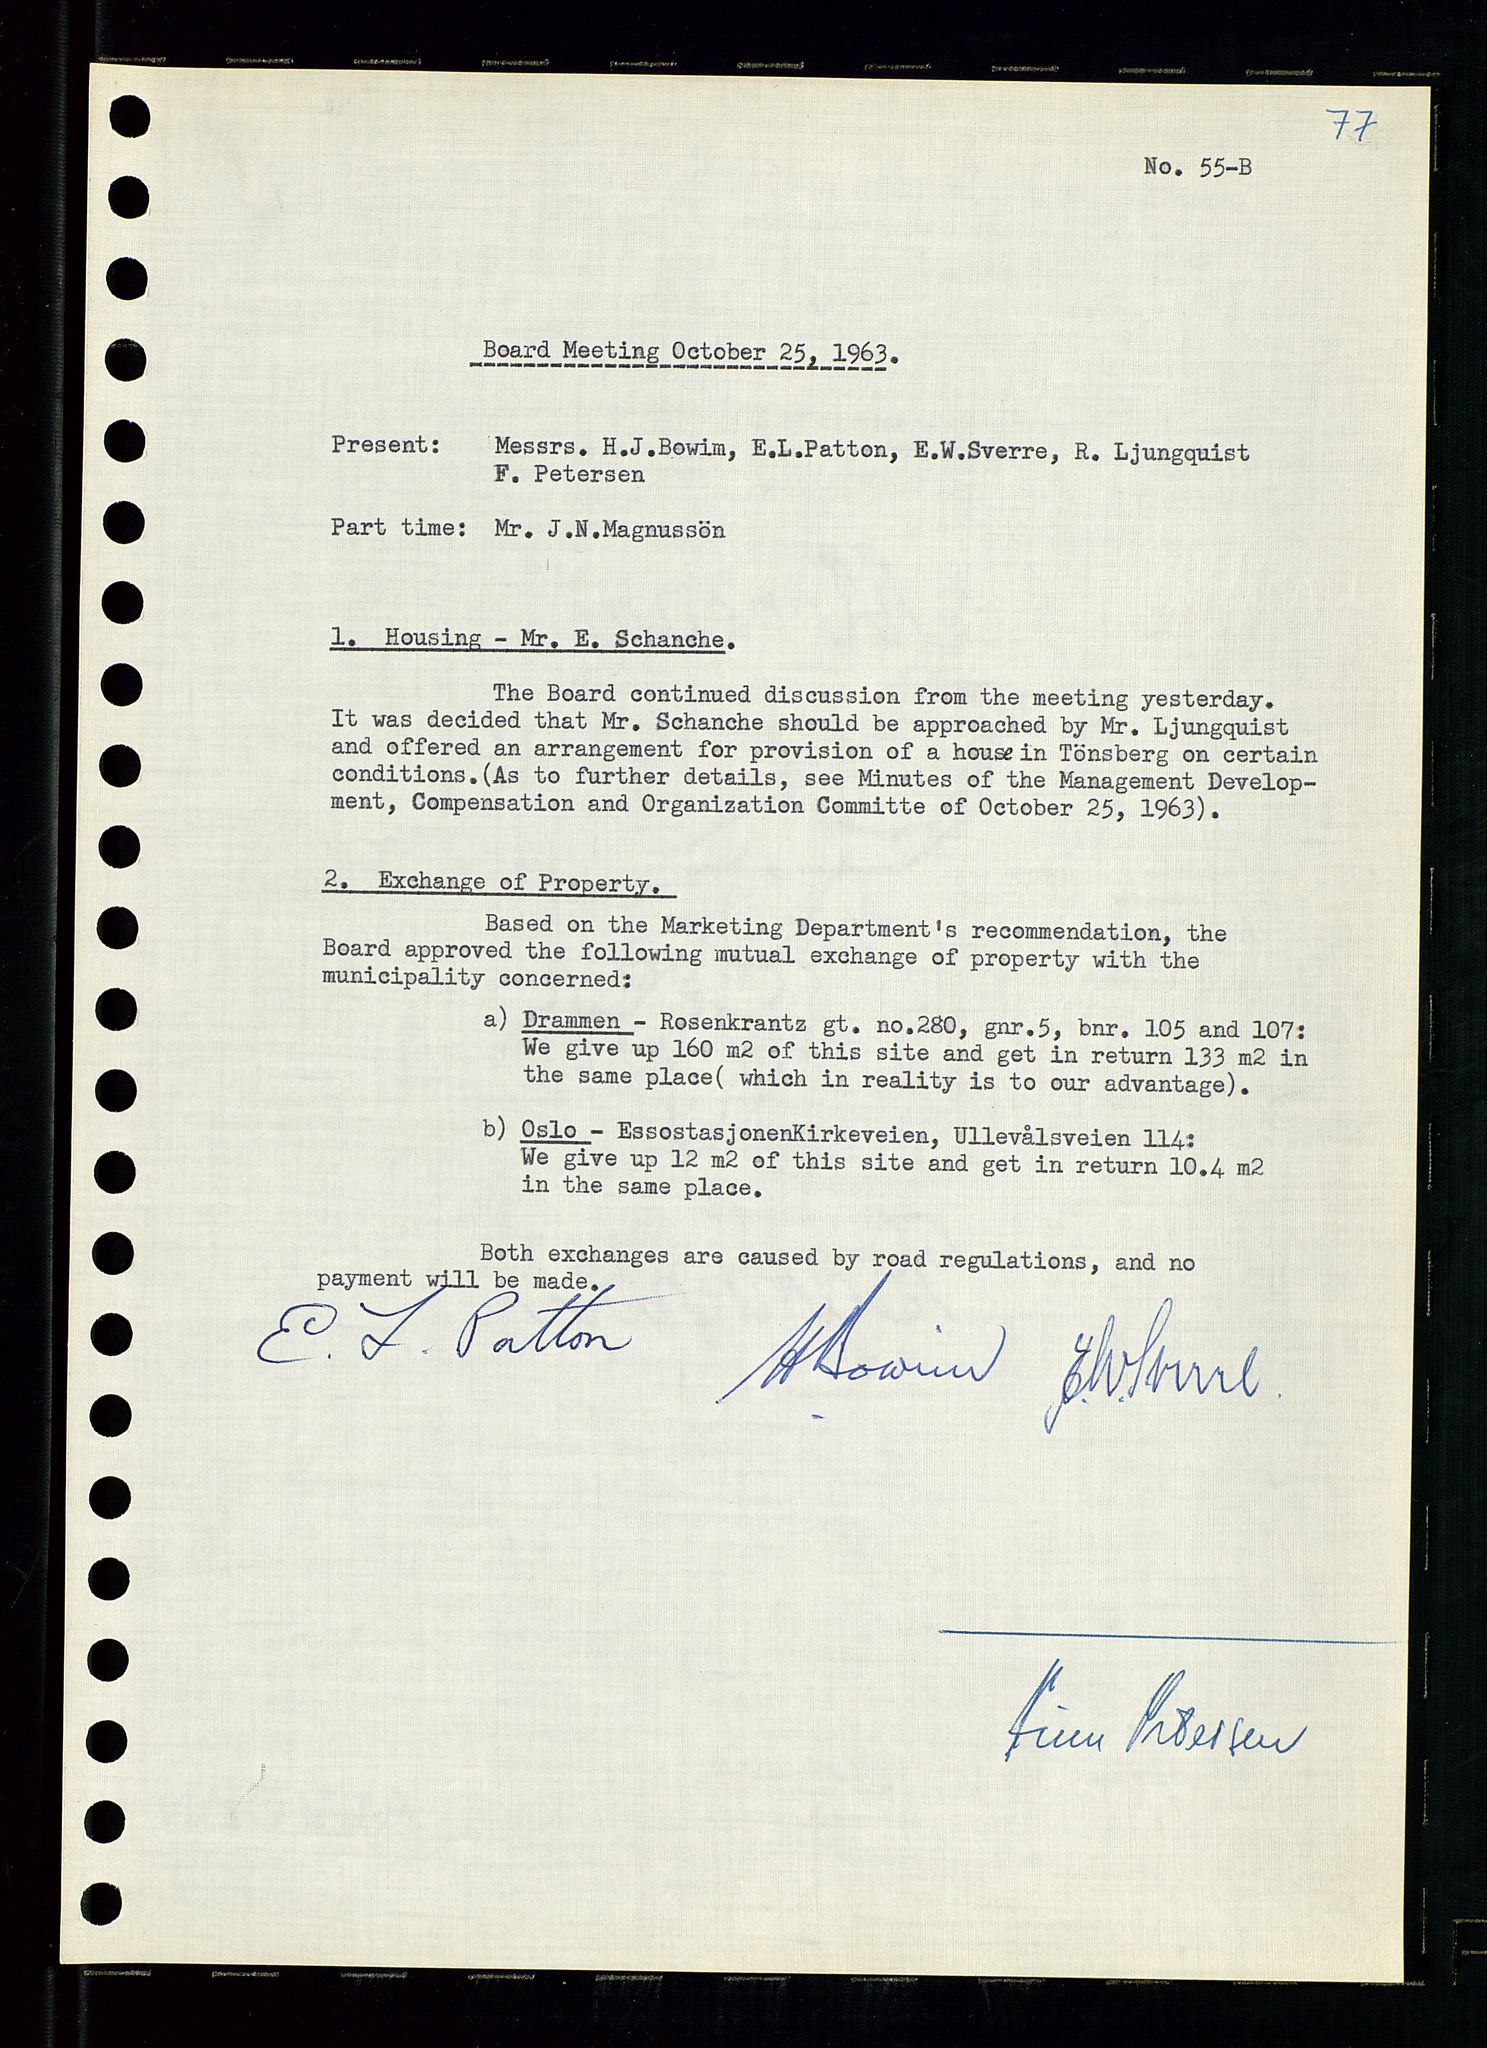 77
No. 55-B
Board Meeting October 25, 1963.
Present: Messrs. H.J.Bowim, E.L.Patton, E.W.Sverre, R. Ljungquist
F. Petersen
Part time: Mr. J.N.Magnussön
1. Housing - Mr. E. Schanche.
The Board continued discussion from the meeting yesterday.
It was decided that Mr. Schanche should be approached by Mr. Ljungquist
and offered an arrangement for provision of a house in Tönsberg on certain
conditions.(As to further details, see Minutes of the Management Develop-
ment, Compensation and Organization Committe of October 25, 1963).
2. Exchange of Property.
Based on the Marketing Department's recommendation, the
Board approved the following mutual exchange of property with the
municipality concerned:
a) Drammen - Rosenkrantz gt. no.280, gnr.5, bnr. 105 and 107:
We give up 160 m2 of this site and get in return 133 m2 in
the same place( which in reality is to our advantage).
b) Oslo - EssostasjonenKirkeveien, Ullevålsveien 114:
We give up 12 m2 of this site and get in return 10.4 m2
in the same place.
Both exchanges are caused by road regulations, and no
payment will be made.
E. L. Patton HBowim E.W.Sverre.
Finn Petersen